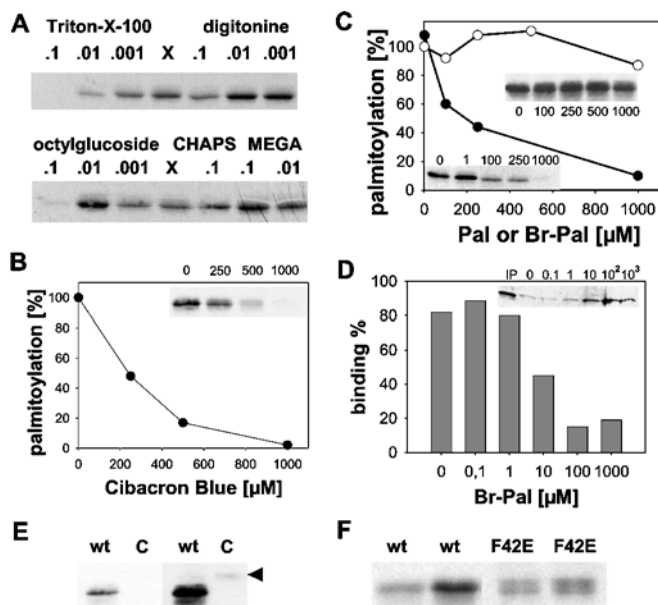 A
Triton-X-100 digitonine
.1 .01 .001 X .1 .01 .001
octylglucoside CHAPS MEGA
.1 .01 .001 X .1 .1 .01
B
palmitoylation [%]
100
80
60
40
20
0
0 250 500 1000
0 200 400 600 800 1000
Cibacron Blue [µM]
C
palmitoylation [%]
100
80
60
40
20
0
0 100 250 500 1000
0 1 100 250 1000
0 200 400 600 800 1000
Pal or Br-Pal [µM]
D
binding %
100
80
60
40
20
0
IP 0 0.1 1 10 10² 10³
0 0,1 1 10 100 1000
Br-Pal [µM]
E
wt C wt C
F
wt wt F42E F42E